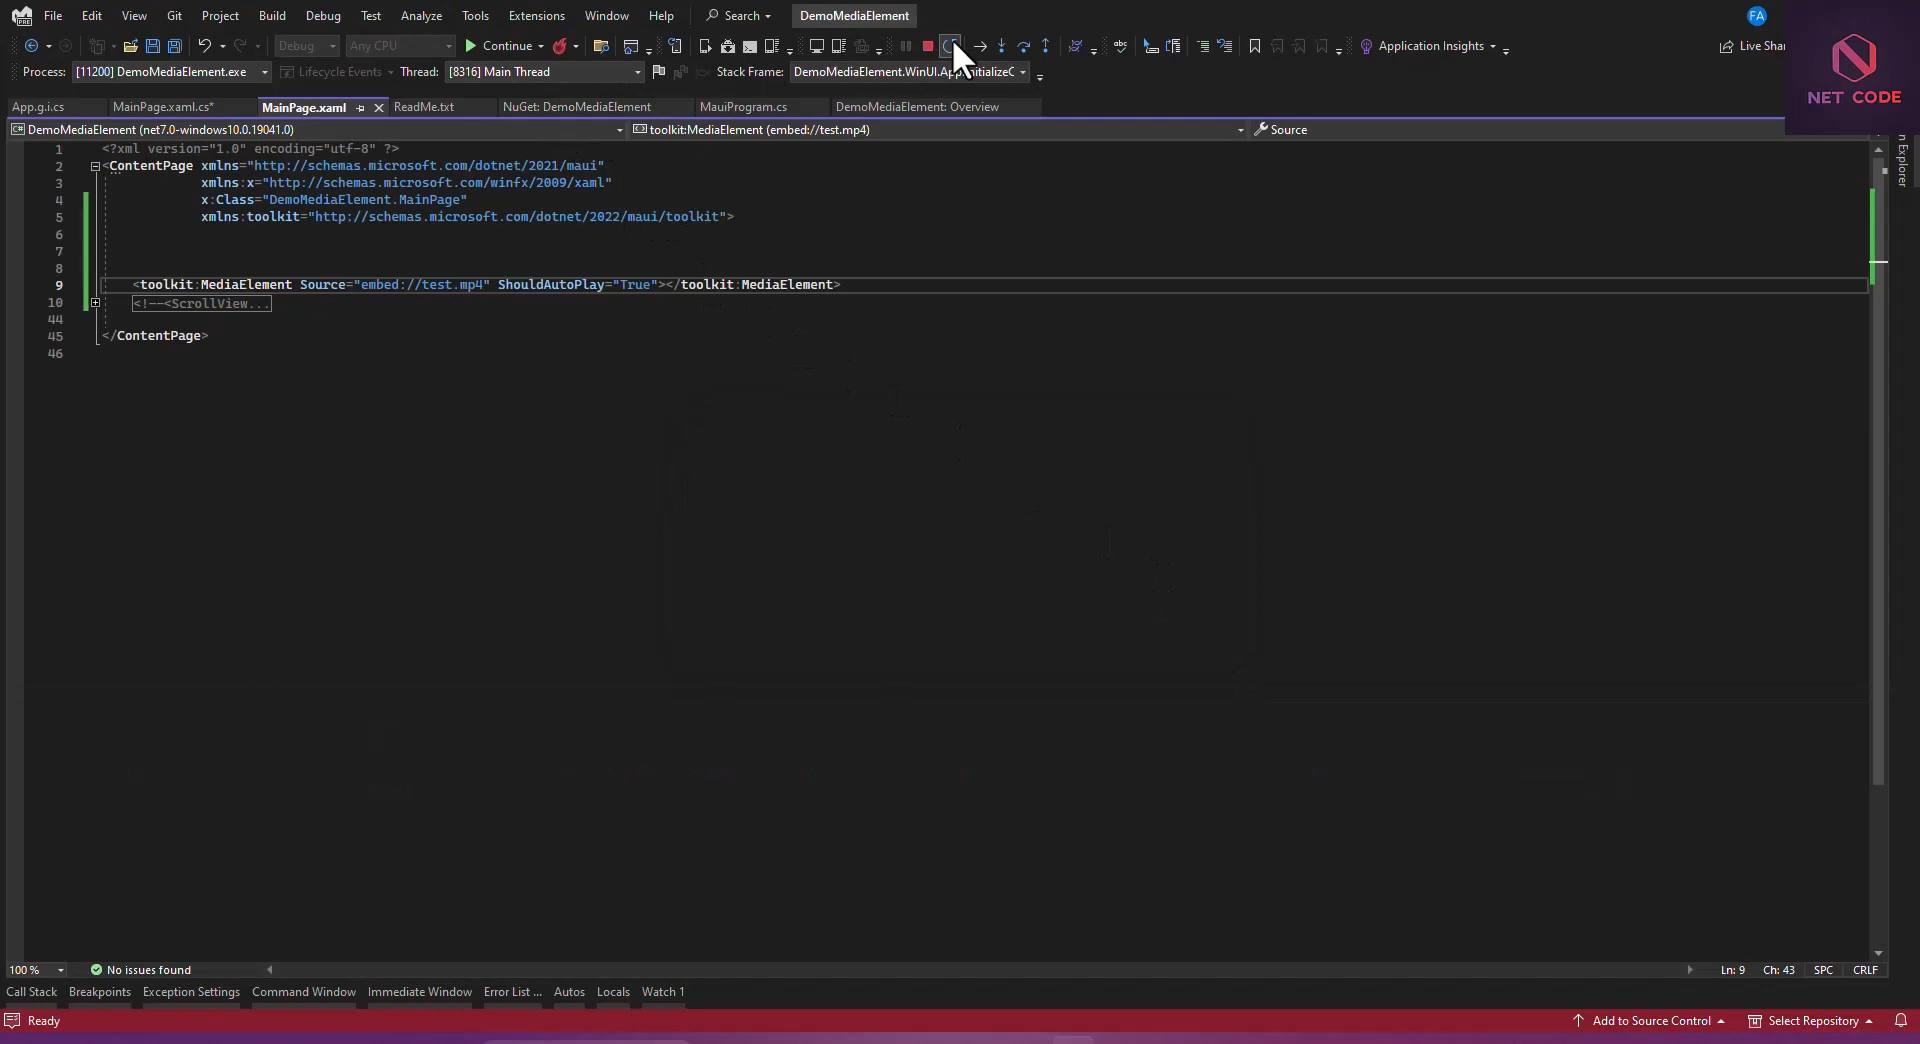 File Edit View Git Project Build Debug Test Analyze Tools Extensions Window Help Search DemoMediaElement FA
Debug Any CPU Continue Application Insights Live Shar
Process: [11200] DemoMediaElement.exe Lifecycle Events Thread: [8316] Main Thread Stack Frame: DemoMediaElement.WinUI.App.InitializeC
NET CODE
App.g.i.cs MainPage.xaml.cs* MainPage.xaml ReadMe.txt NuGet: DemoMediaElement MauiProgram.cs DemoMediaElement: Overview
DemoMediaElement (net7.0-windows10.0.19041.0) toolkit:MediaElement (embed://test.mp4) Source
n Explorer
1 <?xml version="1.0" encoding="utf-8" ?>
2 <ContentPage xmlns="http://schemas.microsoft.com/dotnet/2021/maui"
3 xmlns:x="http://schemas.microsoft.com/winfx/2009/xaml"
4 x:Class="DemoMediaElement.MainPage"
5 xmlns:toolkit="http://schemas.microsoft.com/dotnet/2022/maui/toolkit">
6
7
8
9 <toolkit:MediaElement Source="embed://test.mp4" ShouldAutoPlay="True"></toolkit:MediaElement>
10 <!--<ScrollView...
44
45 </ContentPage>
46
100 % No issues found Ln: 9 Ch: 43 SPC CRLF
Call Stack Breakpoints Exception Settings Command Window Immediate Window Error List ... Autos Locals Watch 1
Ready Add to Source Control Select Repository